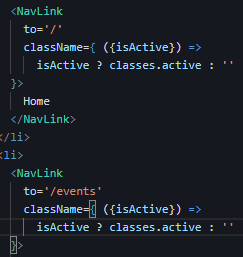 <NavLink
to='/'
className={ ({isActive}) =>
isActive ? classes.active : ''
}>
Home
</NavLink>
</li>
<li>
<NavLink
to='/events'
className={ ({isActive}) =>
isActive ? classes.active : ''
}>